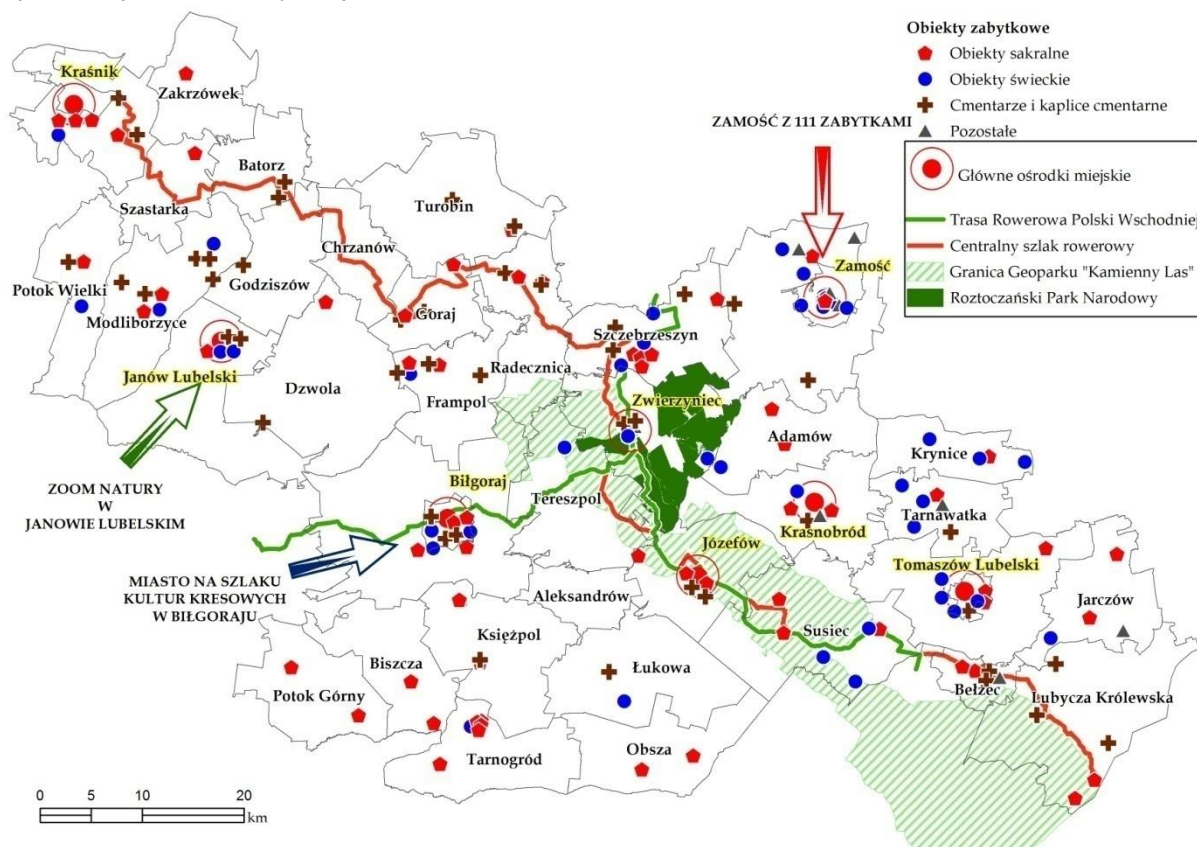 Obiekty zabytkowe
Obiekty sakralne
Obiekty świeckie
Cmentarze i kaplice cmentarne
Pozostałe
Główne ośrodki miejskie
Trasa Rowerowa Polski Wschodniej
Centralny szlak rowerowy
Granica Geoparku "Kamienny Las"
Roztoczański Park Narodowy
ZAMOŚĆ Z 111 ZABYTKAMI
Kraśnik
Zakrzówek
Batorz
Szastarka
Turobin
Chrzanów
Potok Wielki
Godziszów
Modliborzyce
Goraj
Zamość
Szczebrzeszyn
Janów Lubelski
Dzwola
Frampol
Radecznica
Zwierzyniec
Adamów
Krynice
ZOOM NATURY
W
JANOWIE LUBELSKIM
Biłgoraj
Tereszpol
Krasnobród
Tarnawatka
Józefów
Tomaszów Lubelski
MIASTO NA SZLAKU
KULTUR KRESOWYCH
W BIŁGORAJU
Aleksandrów
Jarczów
Księżpol
Susiec
Biszcza
Łukowa
Potok Górny
Bełżec
Lubycza Królewska
Tarnogród
Obsza
0 5 10 20
km